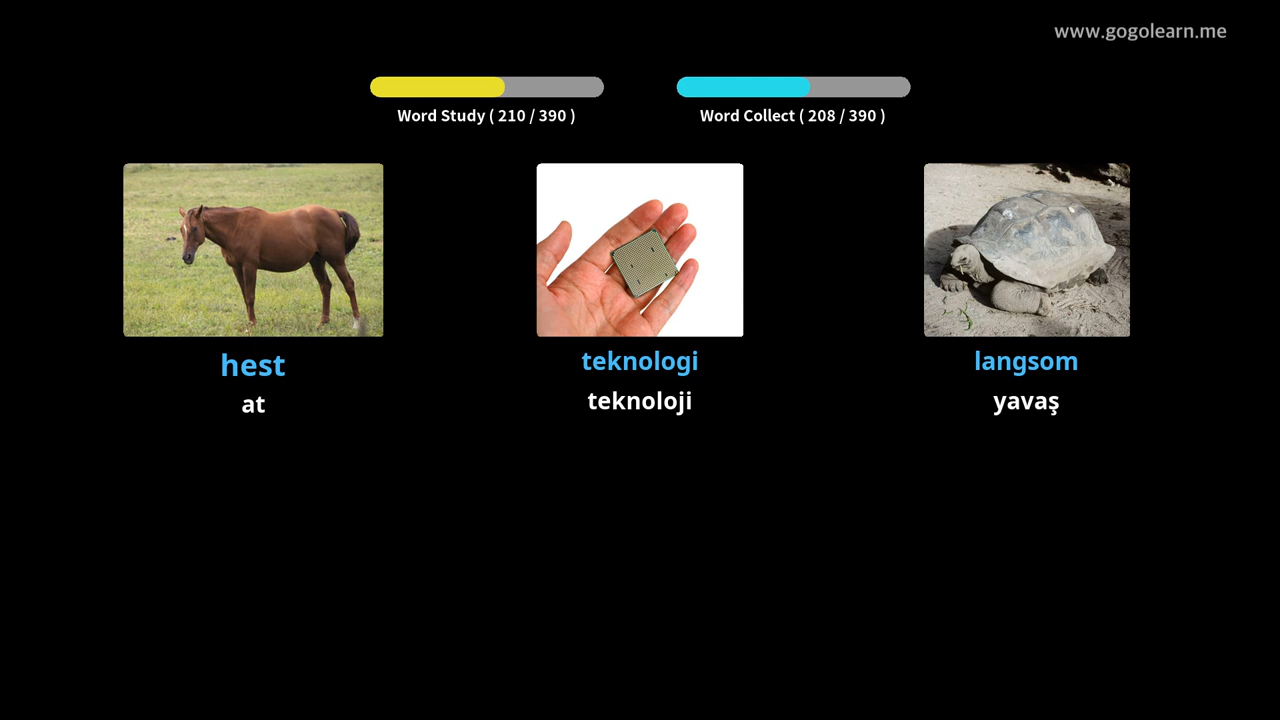 www.gogolearn.me
Word Study ( 210 / 390 )
Word Collect ( 208 / 390 )
hest
teknologi
langsom
at
teknoloji
yavaş